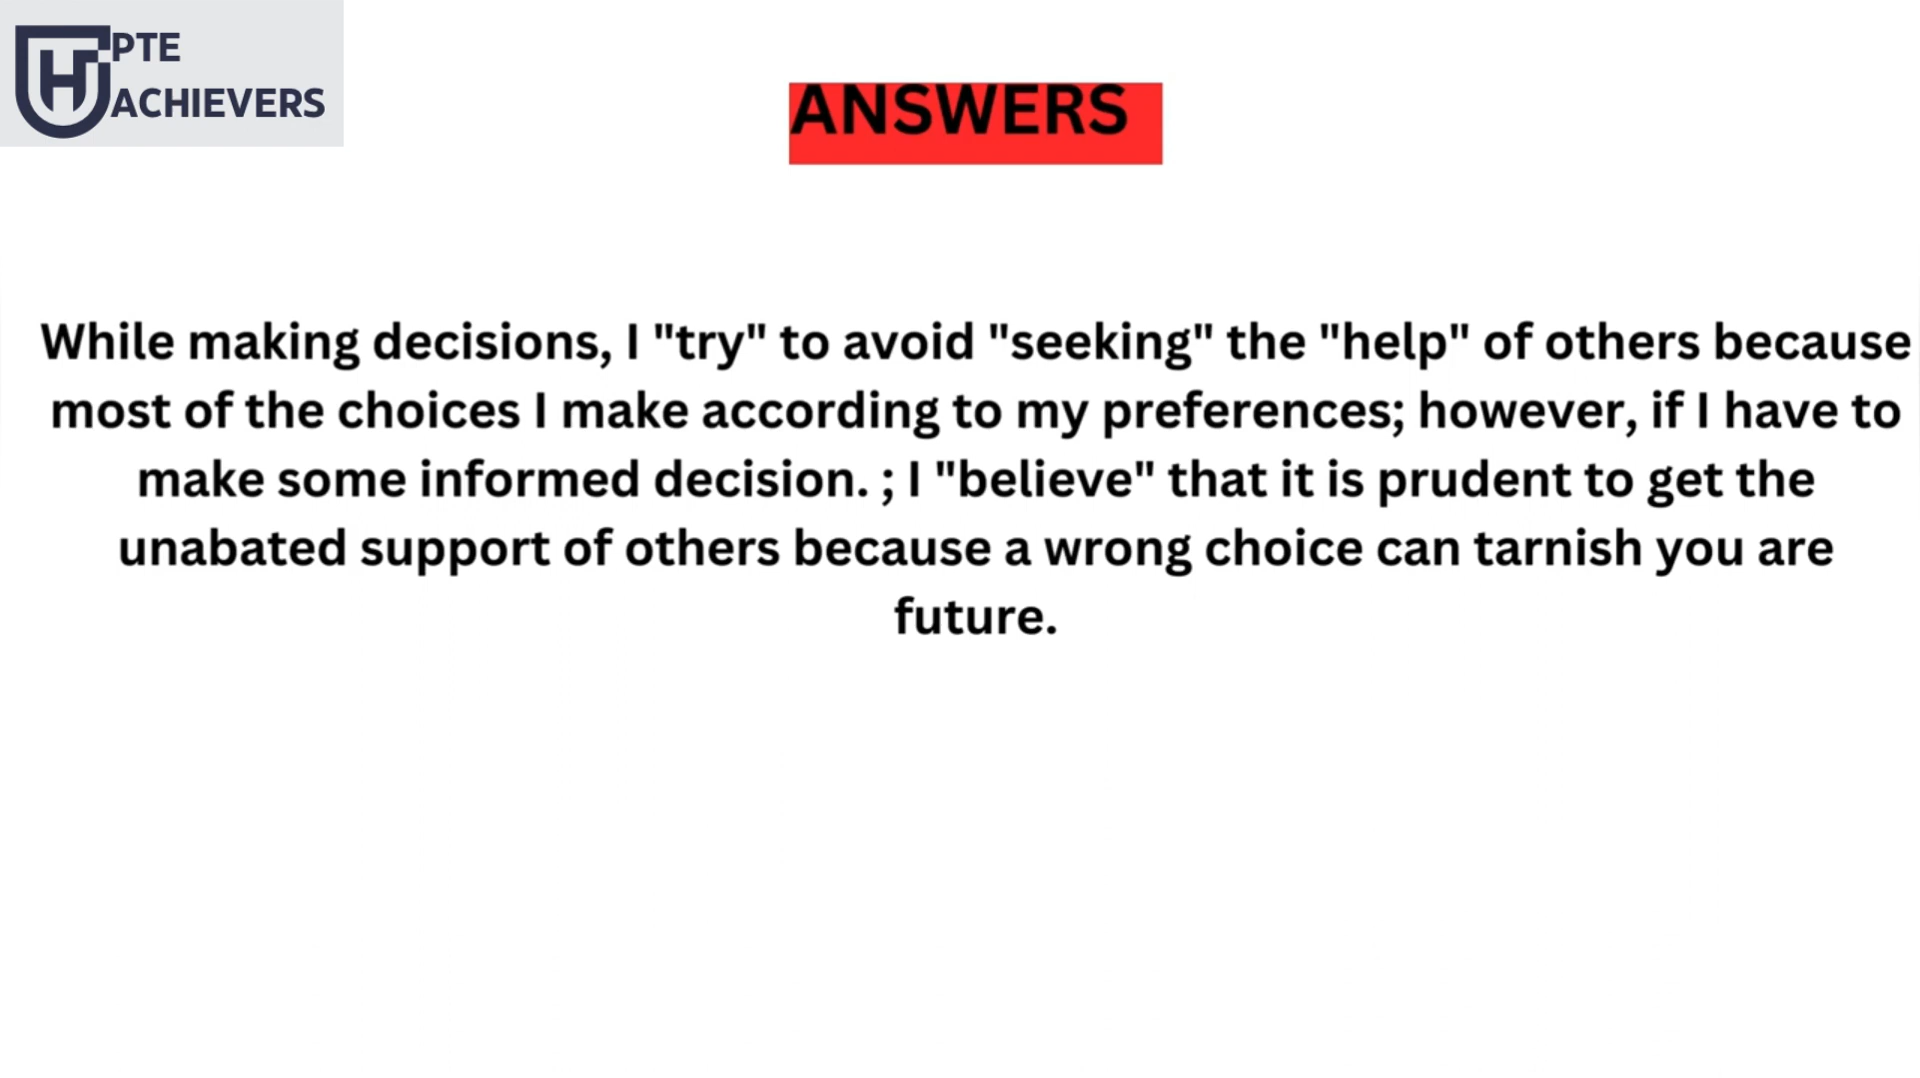 PTE
ACHIEVERS
ANSWERS
While making decisions, I "try" to avoid "seeking" the "help" of others because
most of the choices I make according to my preferences; however, if I have to
make some informed decision. ; I "believe" that it is prudent to get the
unabated support of others because a wrong choice can tarnish you are
future.